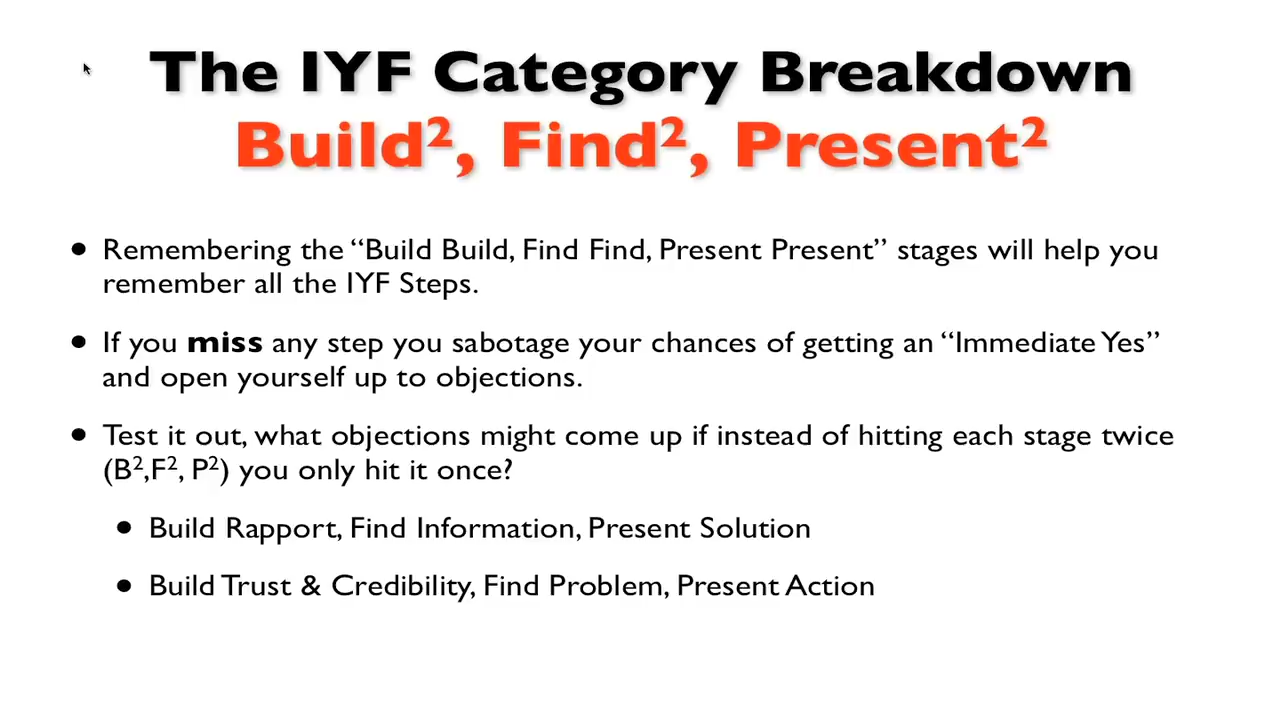 The IYF Category Breakdown
Build², Find², Present²
• Remembering the “Build Build, Find Find, Present Present” stages will help you
remember all the IYF Steps.
• If you miss any step you sabotage your chances of getting an “Immediate Yes”
and open yourself up to objections.
• Test it out, what objections might come up if instead of hitting each stage twice
(B²,F², P²) you only hit it once?
• Build Rapport, Find Information, Present Solution
• Build Trust & Credibility, Find Problem, Present Action